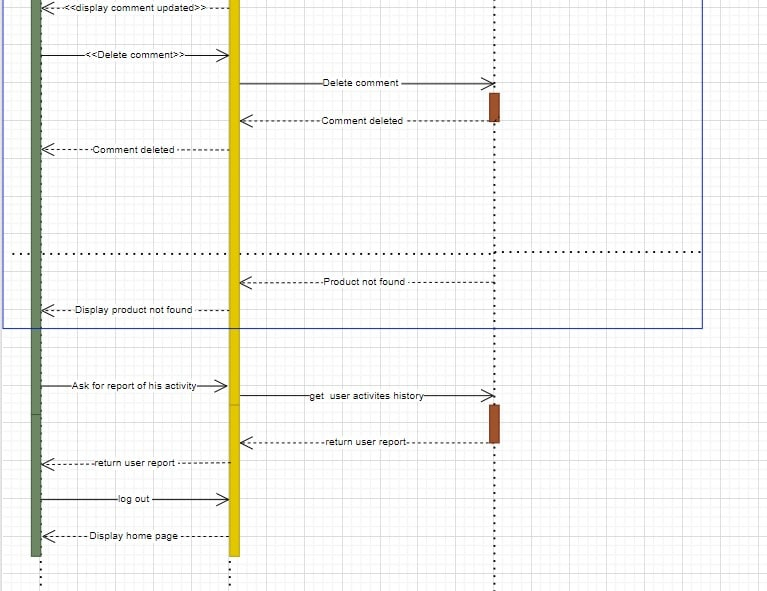 <<display comment updated>>
<<Delete comment>>
Delete comment
Comment deleted
Comment deleted
Product not found
Display product not found
Ask for report of his activity
get user activites history
return user report
return user report
log out
Display home page